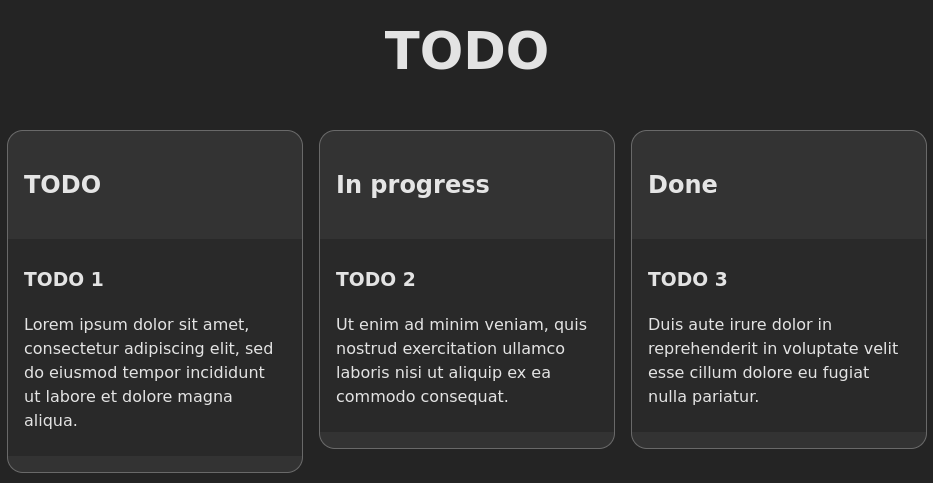 TODO
TODO
TODO 1
Lorem ipsum dolor sit amet,
consectetur adipiscing elit, sed
do eiusmod tempor incididunt
ut labore et dolore magna
aliqua.
In progress
TODO 2
Ut enim ad minim veniam, quis
nostrud exercitation ullamco
laboris nisi ut aliquip ex ea
commodo consequat.
Done
TODO 3
Duis aute irure dolor in
reprehenderit in voluptate velit
esse cillum dolore eu fugiat
nulla pariatur.